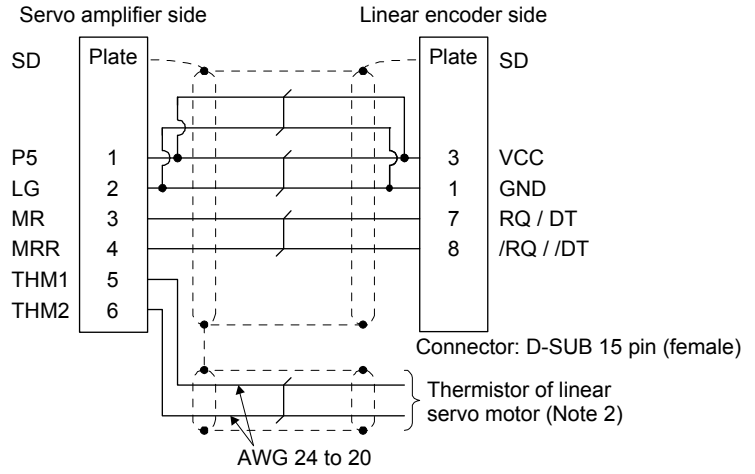 Servo amplifier side
Linear encoder side
SD Plate Plate SD
P5 1 3 VCC
LG 2 1 GND
MR 3 7 RQ / DT
MRR 4 8 /RQ / /DT
THM1 5
THM2 6
Connector: D-SUB 15 pin (female)
Thermistor of linear
servo motor (Note 2)
AWG 24 to 20